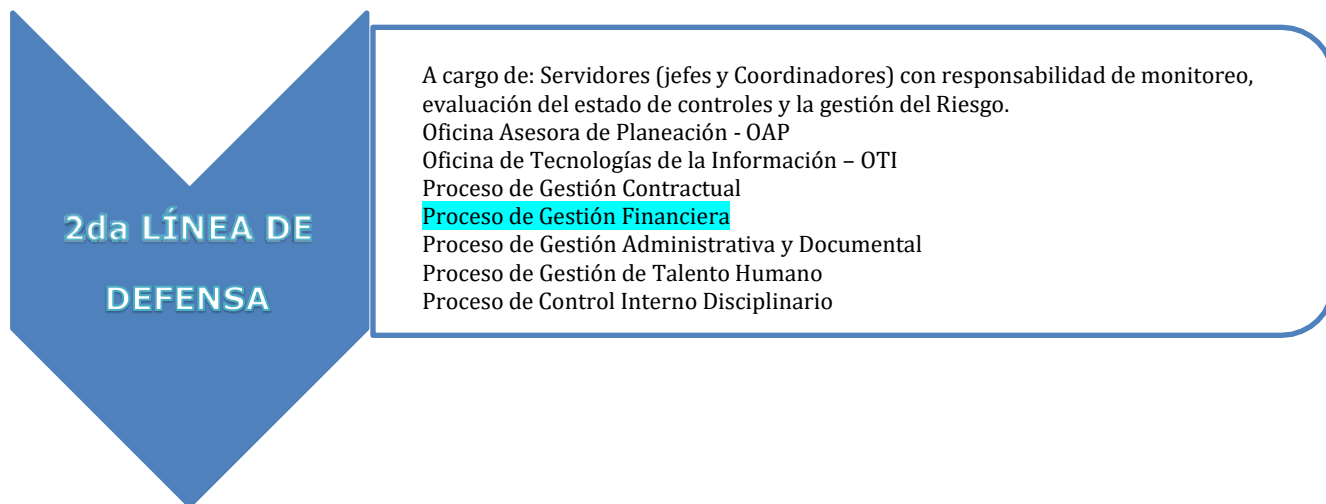 2da LÍNEA DE
DEFENSA
A cargo de: Servidores (jefes y Coordinadores) con responsabilidad de monitoreo,
evaluación del estado de controles y la gestión del Riesgo.
Oficina Asesora de Planeación - OAP
Oficina de Tecnologías de la Información – OTI
Proceso de Gestión Contractual
Proceso de Gestión Financiera
Proceso de Gestión Administrativa y Documental
Proceso de Gestión de Talento Humano
Proceso de Control Interno Disciplinario